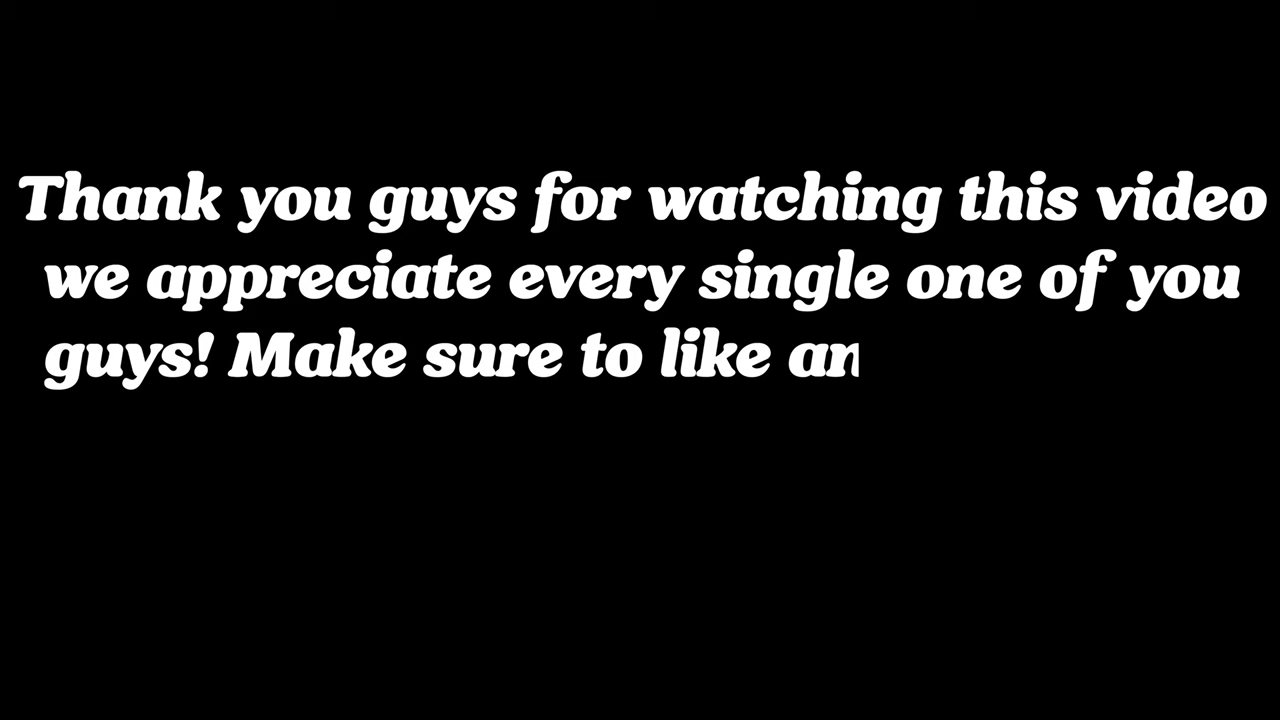 Thank you guys for watching this video
we appreciate every single one of you
guys! Make sure to like an